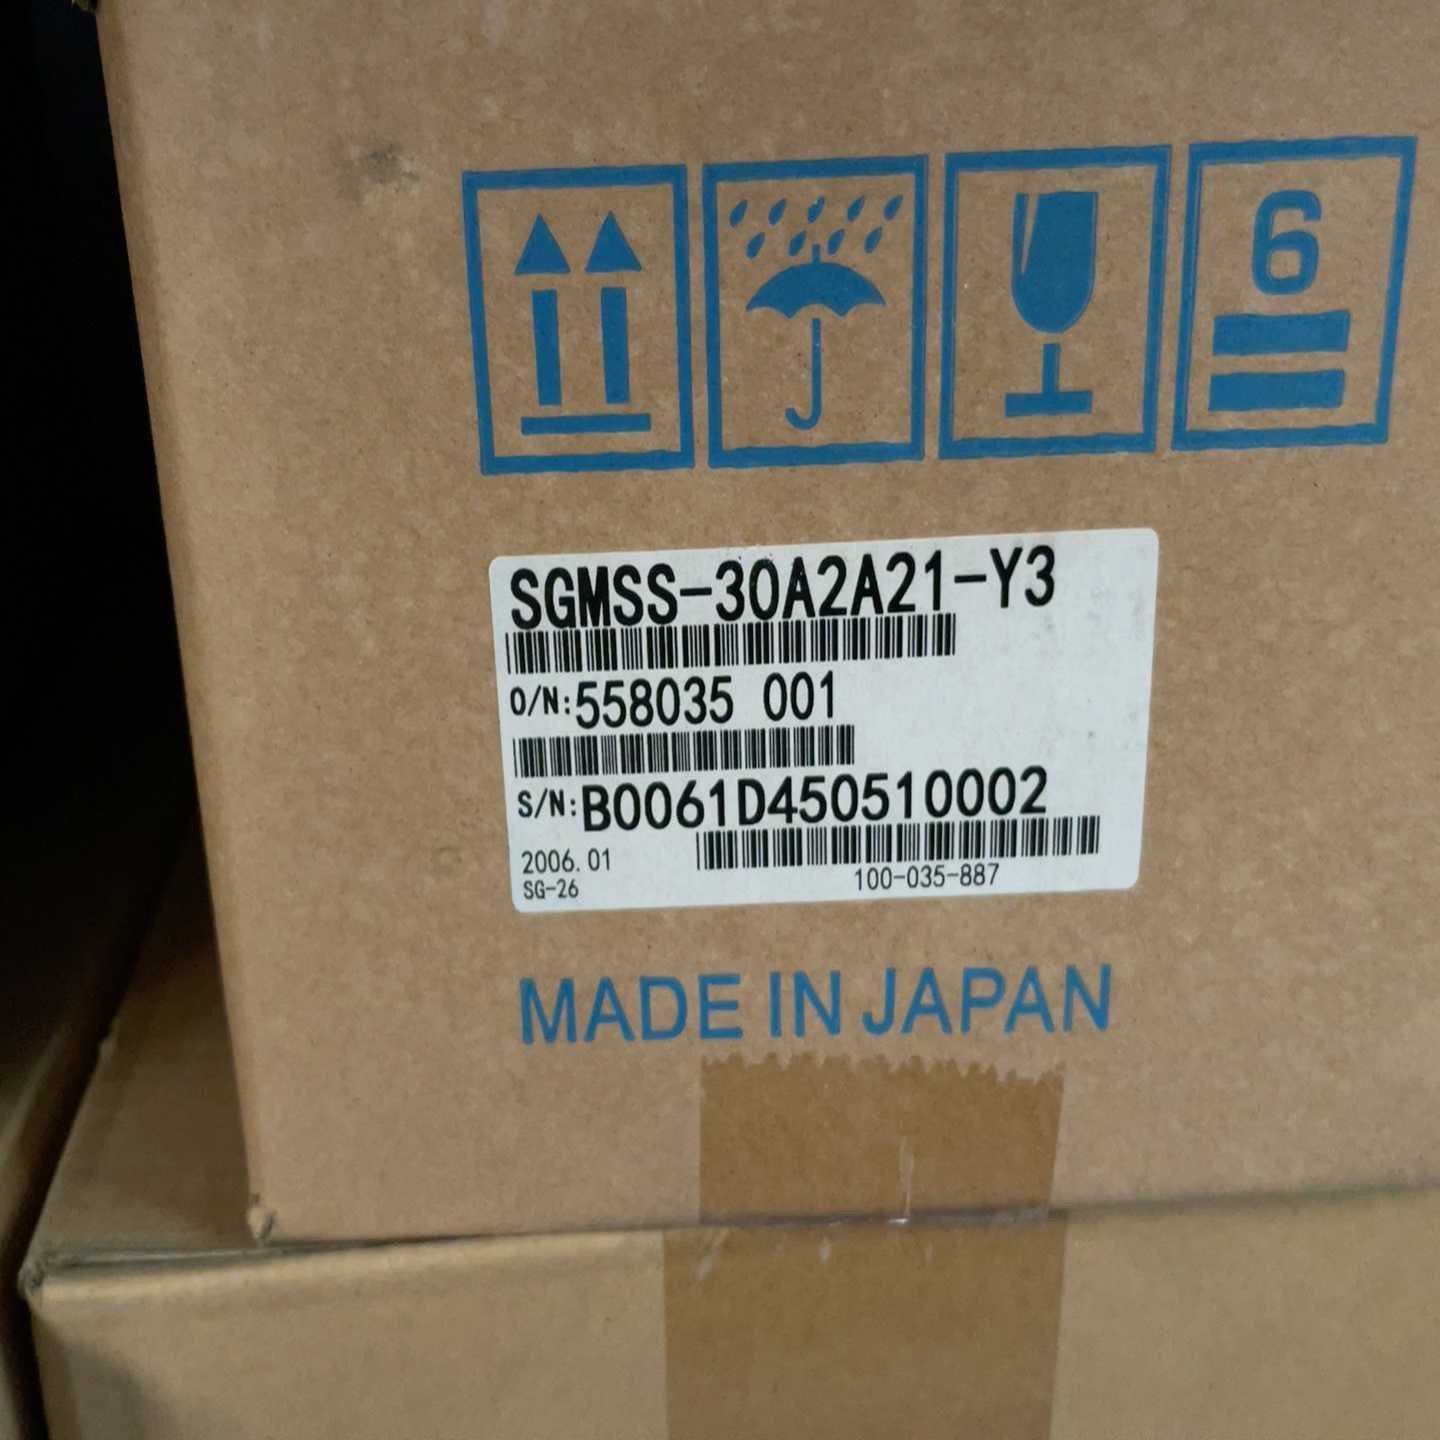 6
SGMSS-30A2A21-Y3
O/N:558035 001
S/N:B0061D450510002
2006.01
SG-26
100-035-887
MADE IN JAPAN